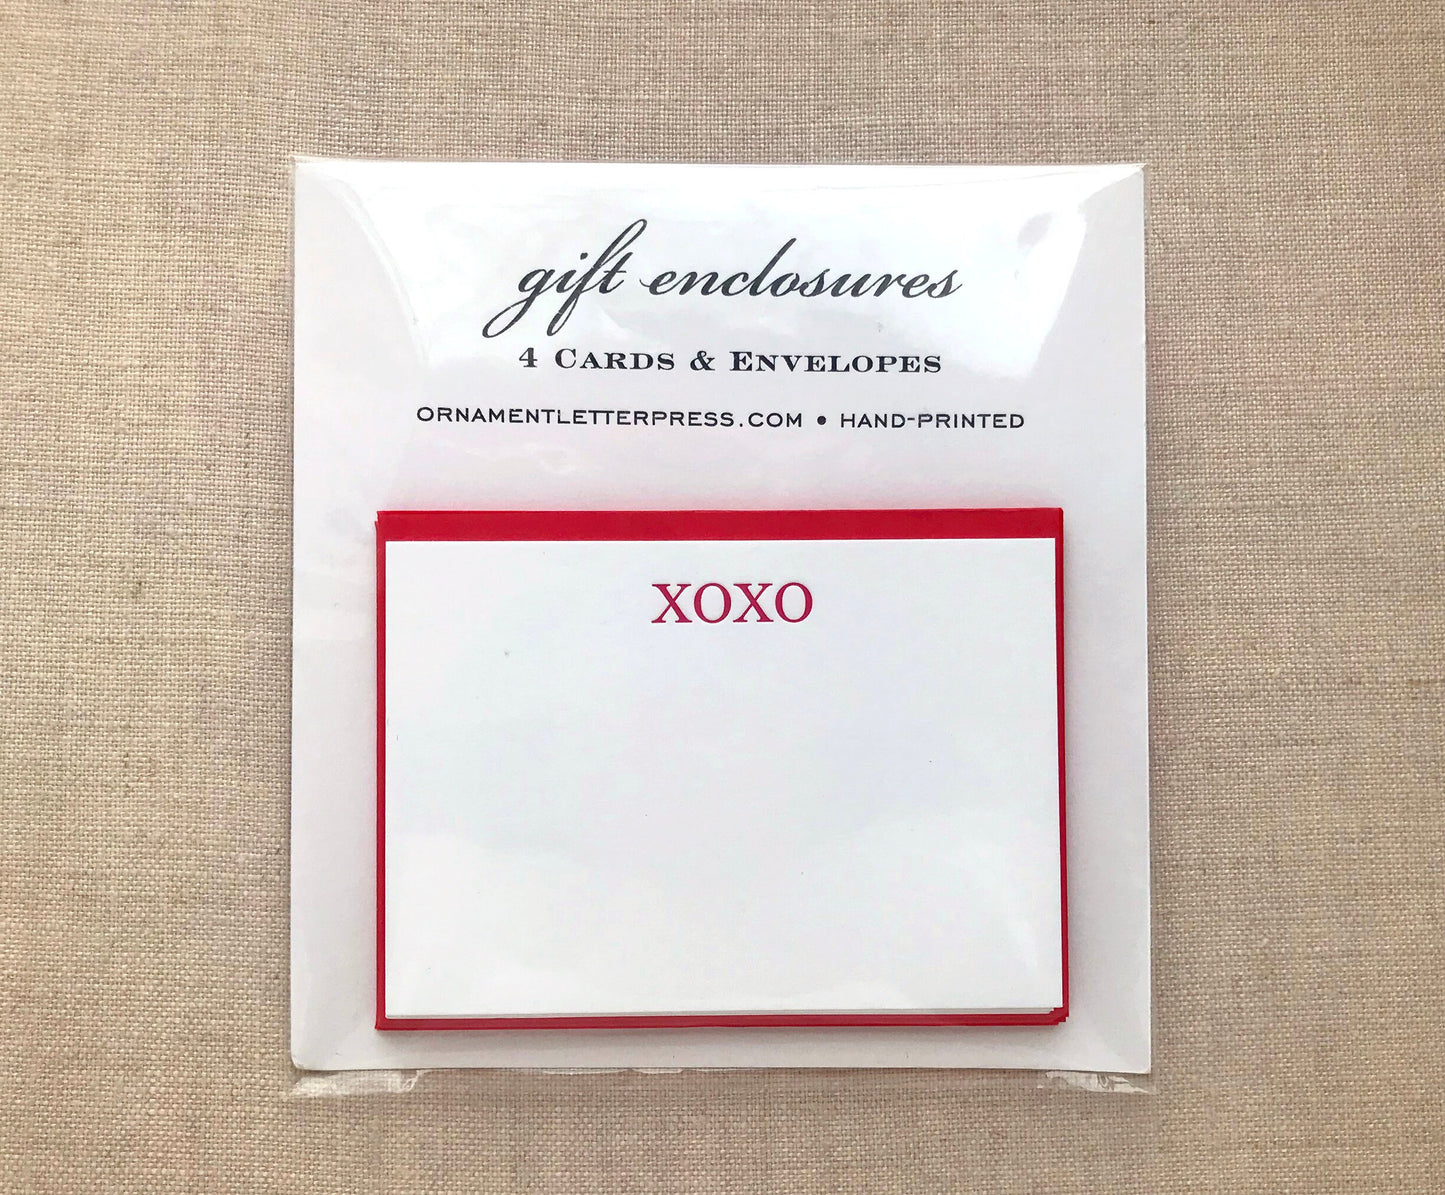 gift enclosures
4 CARDS & ENVELOPES
ORNAMENTLETTERPRESS.COM • HAND-PRINTED
XOXO